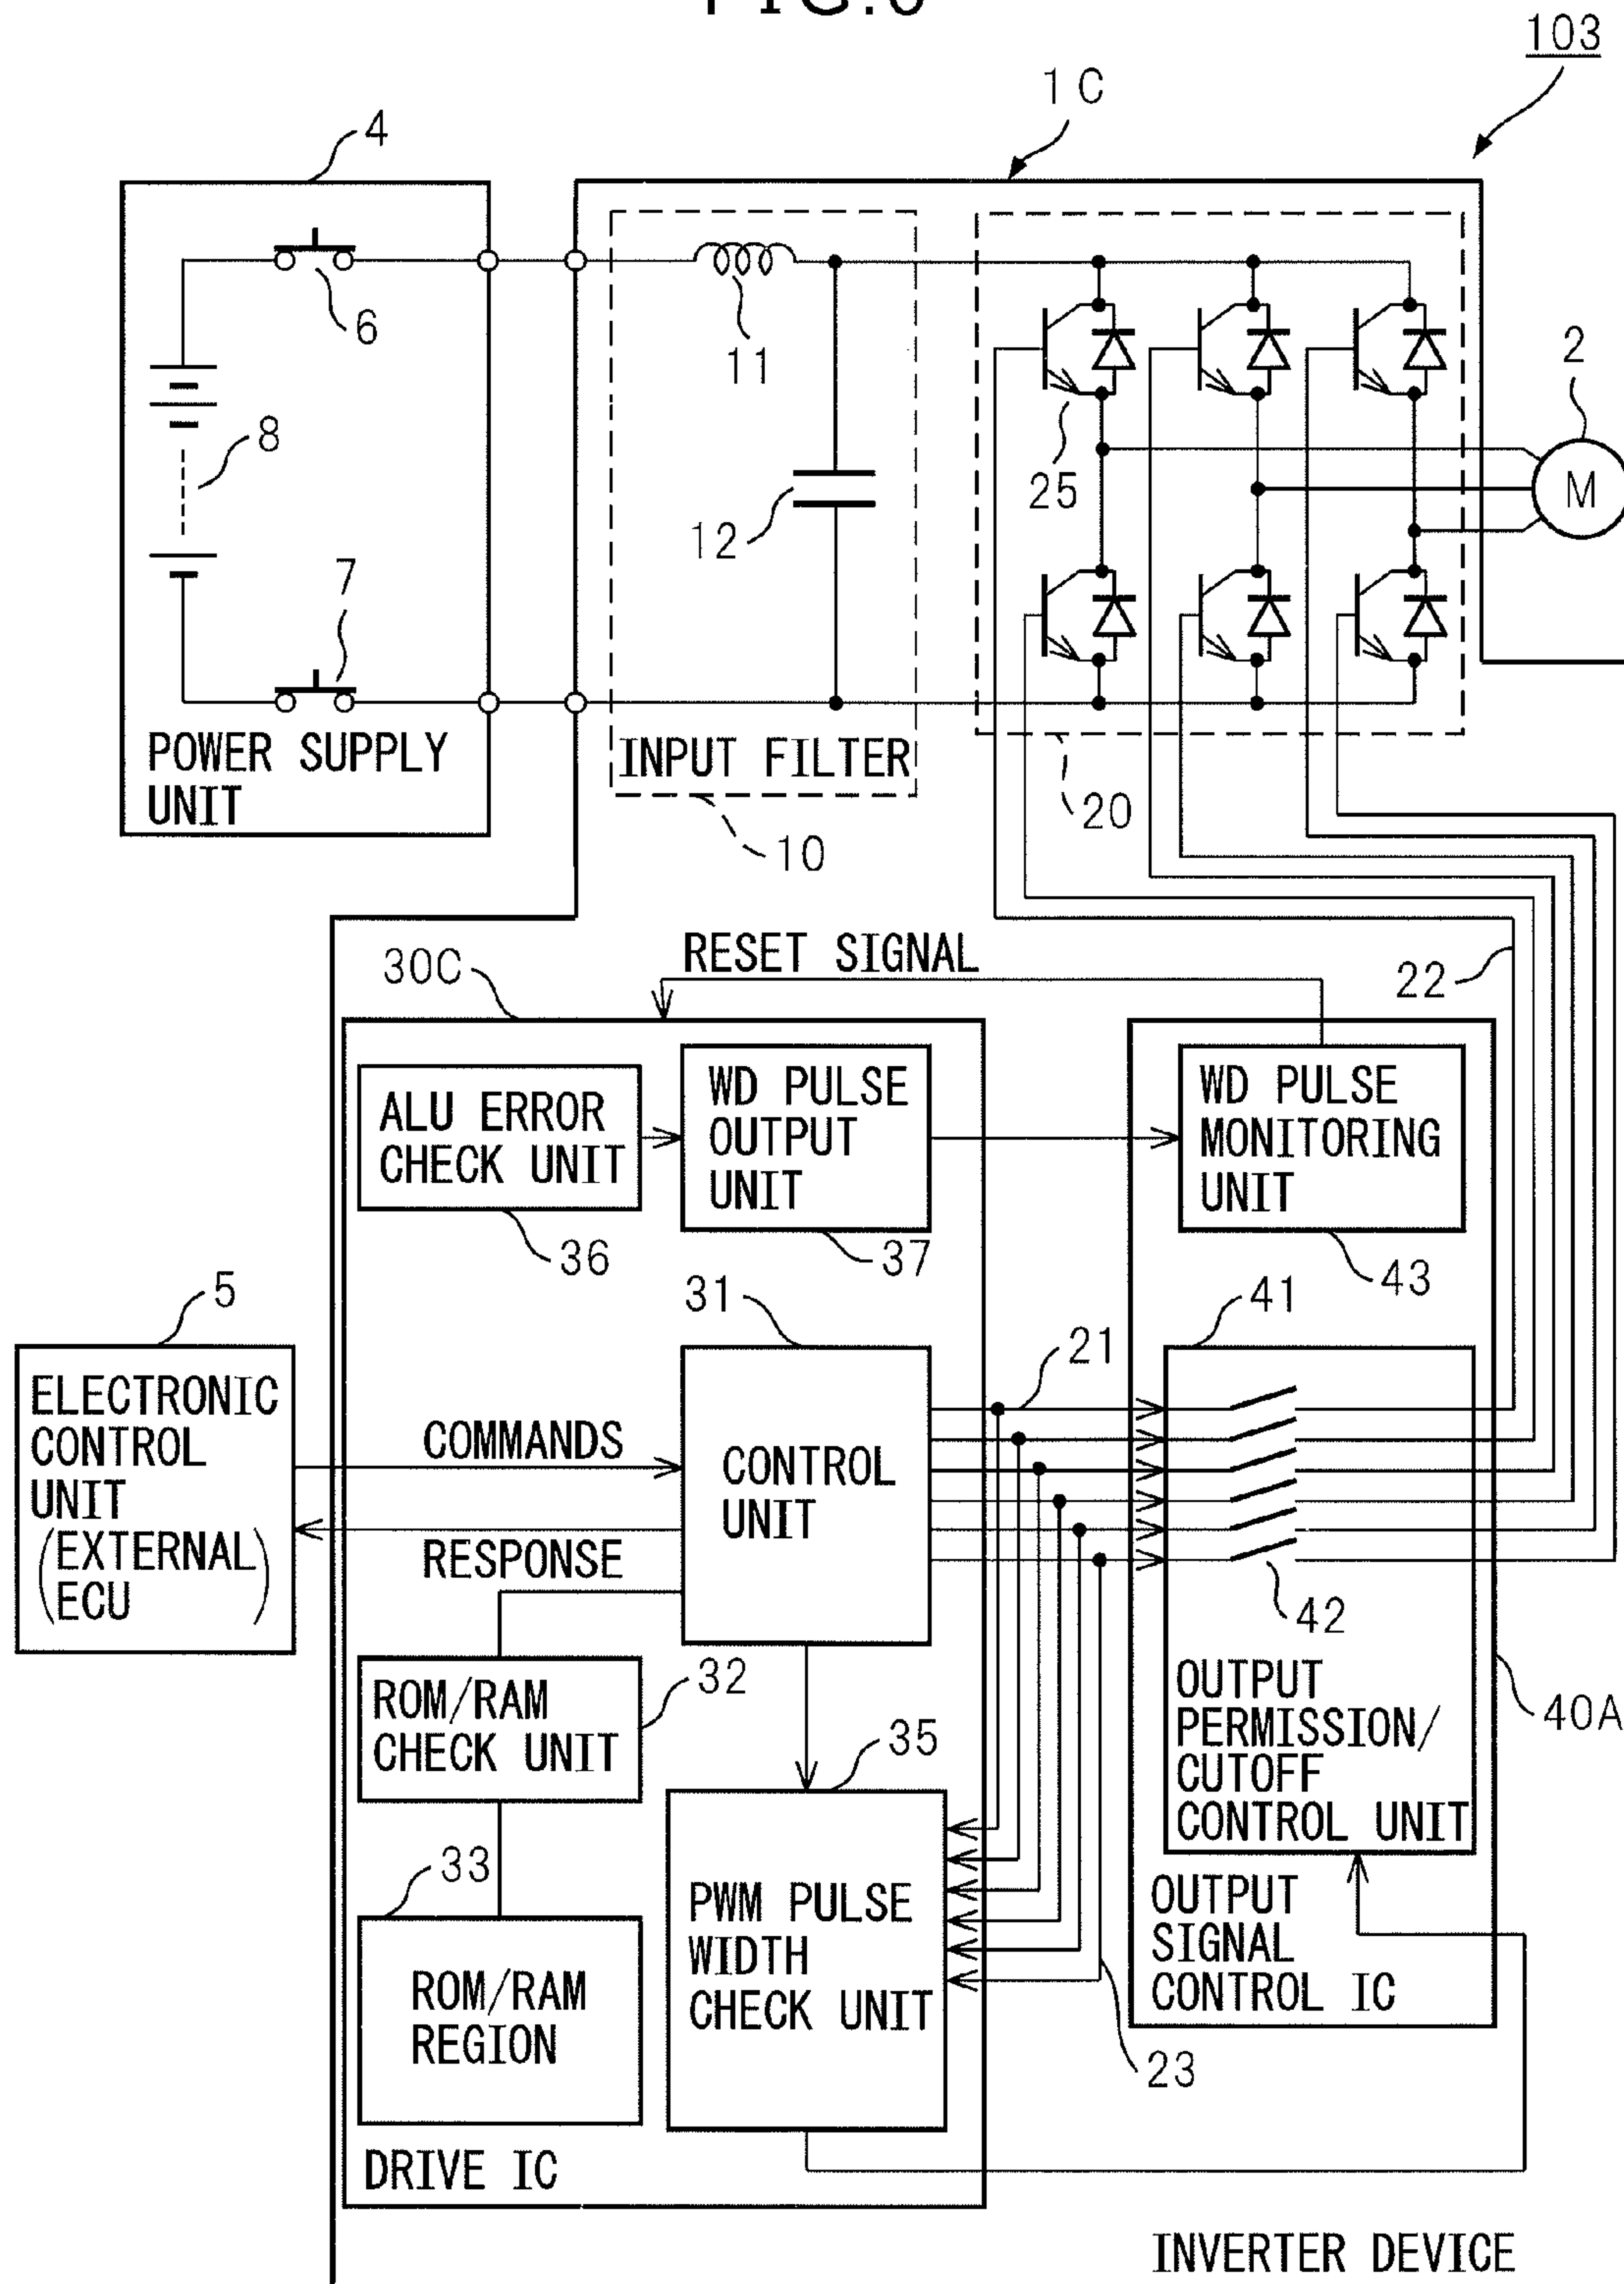 103
1C
4
6
11
2
M
8
25
12
7
POWER SUPPLY
UNIT
INPUT FILTER
20
10
RESET SIGNAL
30C
22
ALU ERROR
CHECK UNIT
WD PULSE
OUTPUT
UNIT
WD PULSE
MONITORING
UNIT
36
37
43
5
31
41
21
ELECTRONIC
CONTROL
UNIT
(EXTERNAL)
ECU
COMMANDS
RESPONSE
CONTROL
UNIT
42
ROM/RAM
CHECK UNIT
32
OUTPUT
PERMISSION/
CUTOFF
CONTROL UNIT
40A
35
33
PWM PULSE
WIDTH
CHECK UNIT
OUTPUT
SIGNAL
CONTROL IC
ROM/RAM
REGION
23
DRIVE IC
INVERTER DEVICE